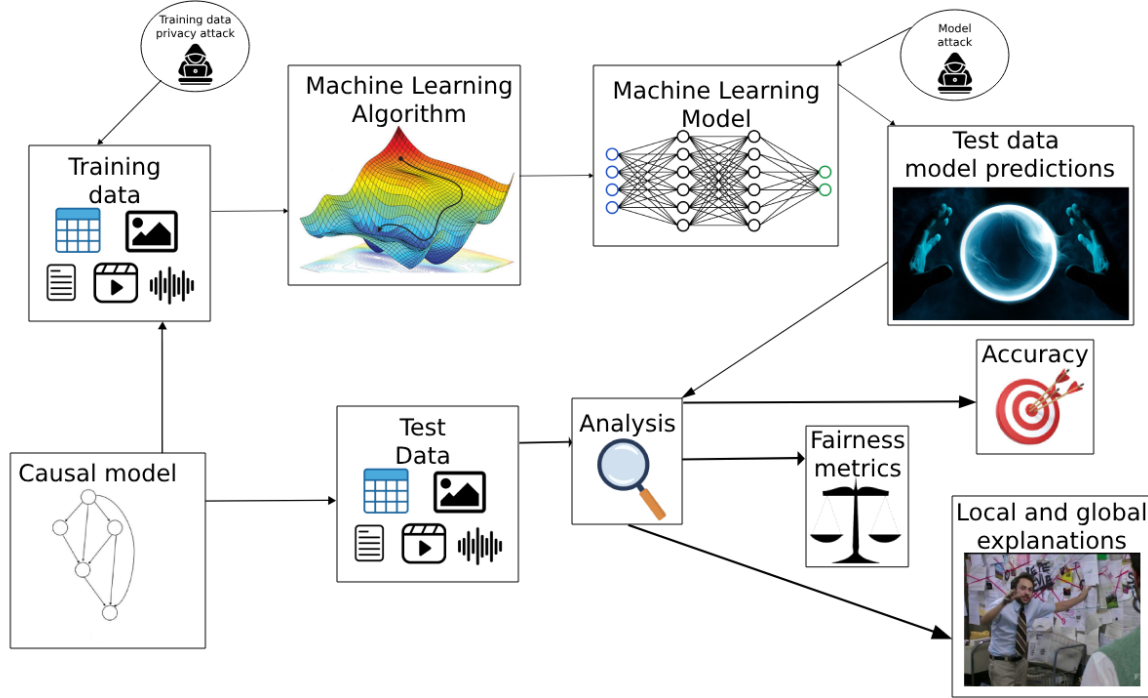 Training data
privacy attack
Model
attack
Machine Learning
Algorithm
Machine Learning
Model
Test data
model predictions
Training
data
Accuracy
Test
Data
Analysis
Fairness
metrics
Causal model
Local and global
explanations